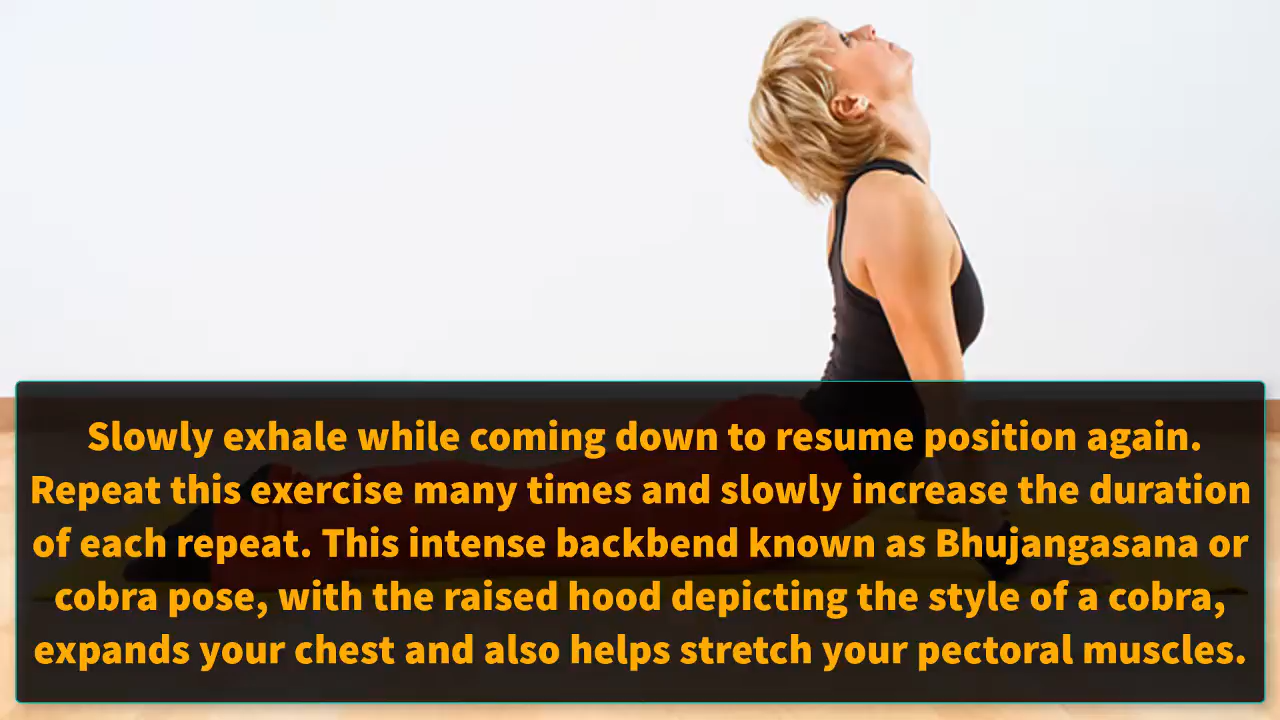 Slowly exhale while coming down to resume position again.
Repeat this exercise many times and slowly increase the duration
of each repeat. This intense backbend known as Bhujangasana or
cobra pose, with the raised hood depicting the style of a cobra,
expands your chest and also helps stretch your pectoral muscles.